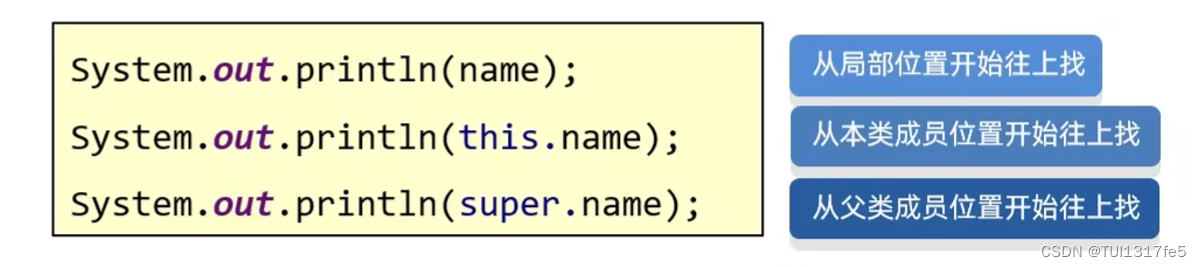 System.out.println(name);
从局部位置开始往上找
System.out.println(this.name);
从本类成员位置开始往上找
System.out.println(super.name);
从父类成员位置开始往上找
CSDN @TUI1317fe5